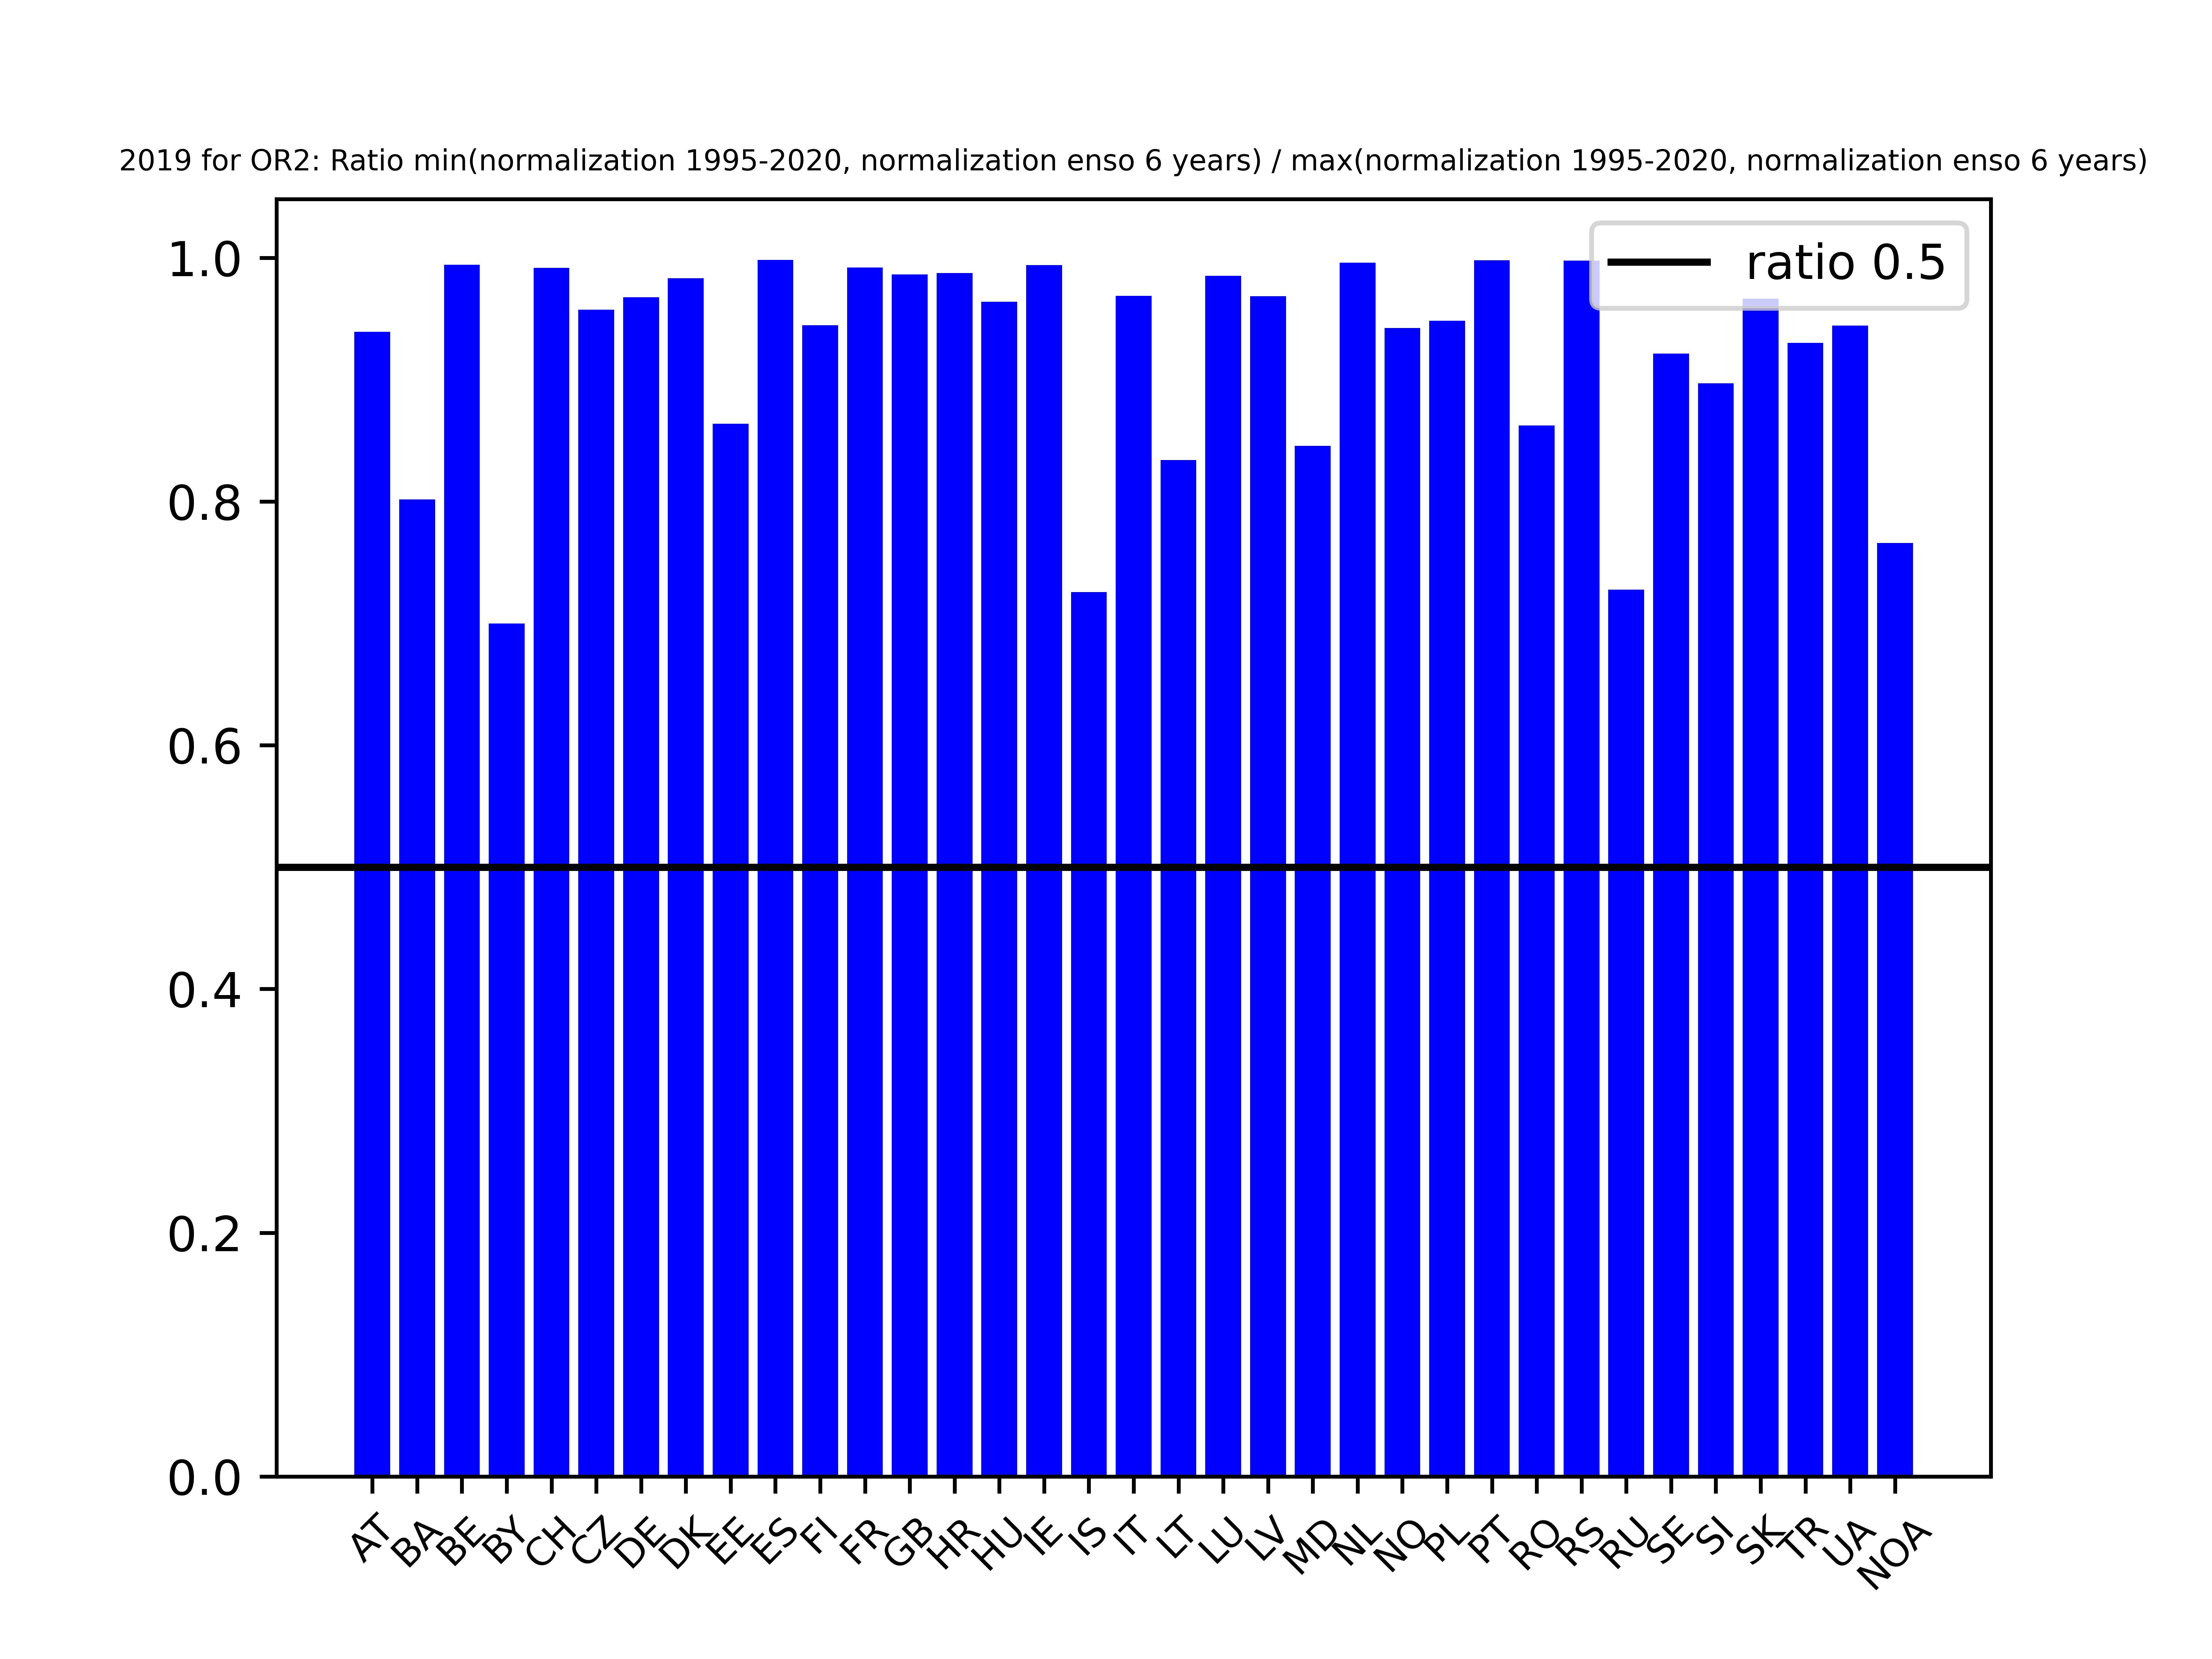 2019 for OR2: Ratio min(normalization 1995-2020, normalization enso 6 years) / max(normalization 1995-2020, normalization enso 6 years)
ratio 0.5
1.0
0.8
0.6
0.4
0.2
0.0
AT BA BE BY CH CZ DE DK EE ES FI FR GB HR HU IE IS IT LT LU LV MD NL NO PL PT RO RS RU SE SI SK TR UA NOA